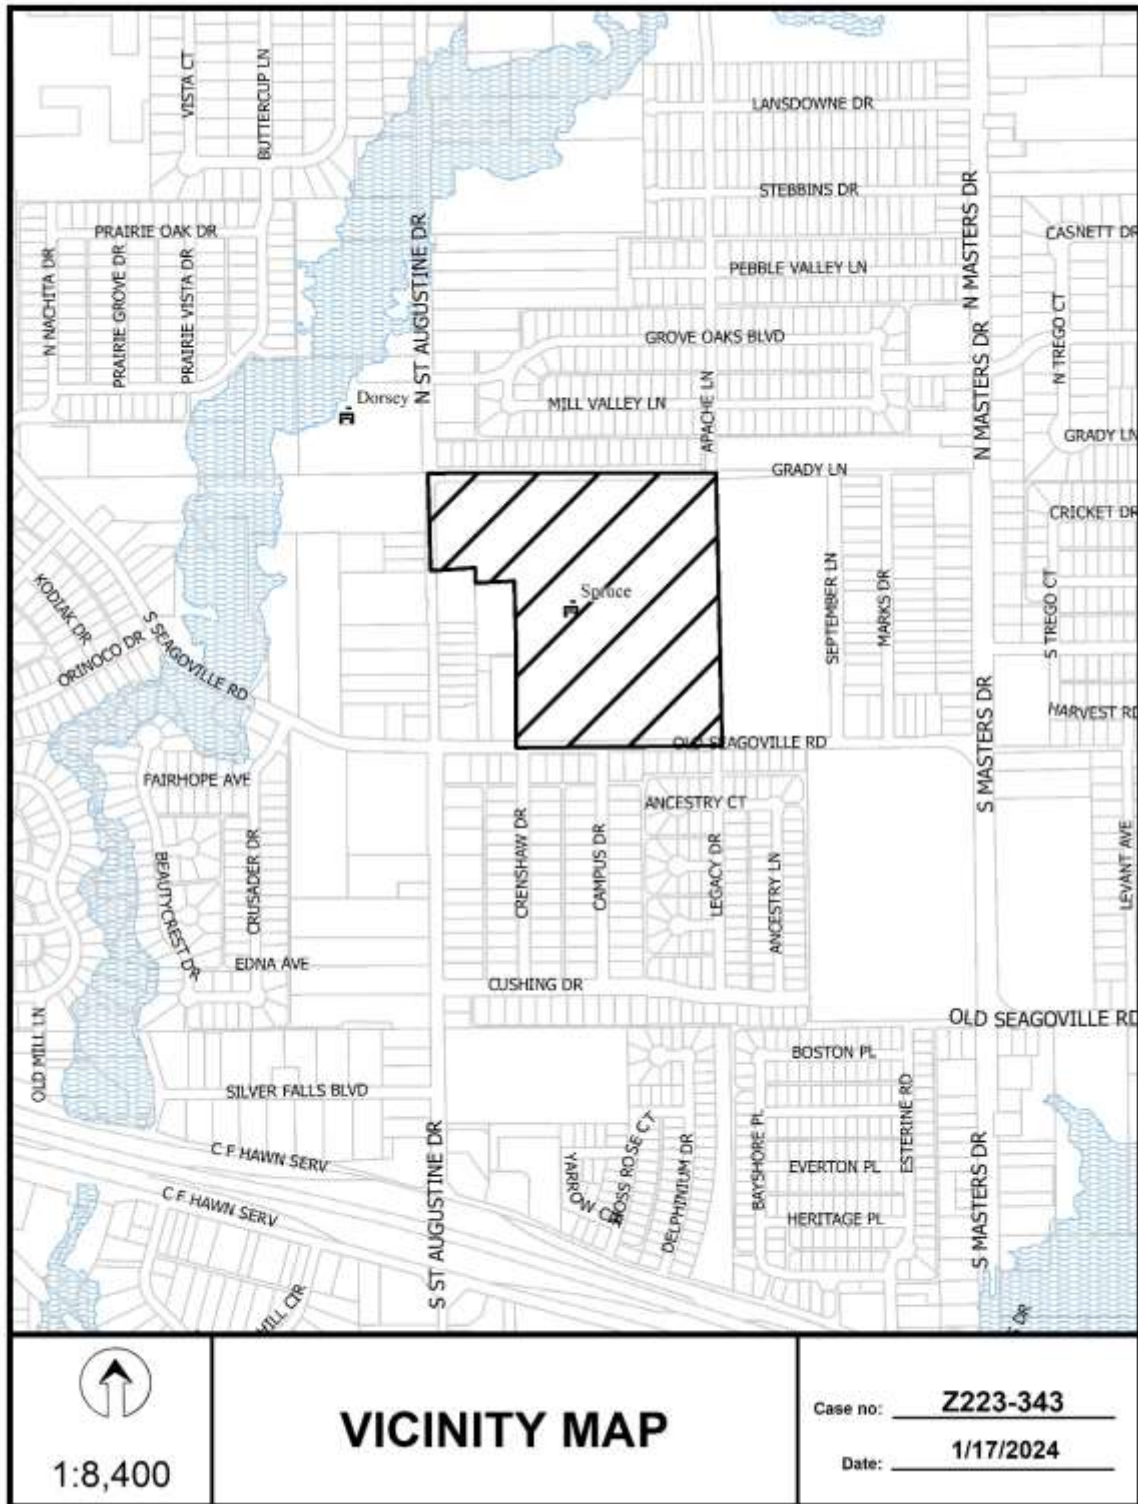 VISTA CT
BUTTERCUP LN
LANSDOWNE DR
STEBBINS DR
N MASTERS DR
CASNETT DR
PRAIRIE OAK DR
N ST AUGUSTINE DR
PEBBLE VALLEY LN
N NACHITA DR
PRAIRIE GROVE DR
PRAIRIE VISTA DR
GROVE OAKS BLVD
N MASTERS DR
N TREGO CT
Dorsey
MILL VALLEY LN
APACHE LN
GRADY LN
GRADY LN
CRICKET DR
KODIAK DR
ORINOCO DR
S SEAGOVILLE RD
Spruce
SEPTEMBER LN
MARKS DR
S TREGO CT
S MASTERS DR
HARVEST RD
OLD SEAGOVILLE RD
FAIRHOPE AVE
ANCESTRY CT
BEAUTYCREST DR
CRUSADER DR
CRENSHAW DR
CAMPUS DR
LEGACY DR
ANCESTRY LN
LEVANT AVE
EDNA AVE
CUSHING DR
OLD MILL LN
OLD SEAGOVILLE RD
BOSTON PL
SILVER FALLS BLVD
ESTERINE RD
C F HAWN SERV
S ST AUGUSTINE DR
YARROW
MOSS ROSE CT
DELPHINIUM DR
BAYSHORE PL
EVERTON PL
S MASTERS DR
C F HAWN SERV
HERITAGE PL
HILL CIR
DR
1:8,400
VICINITY MAP
Case no: Z223-343
Date: 1/17/2024